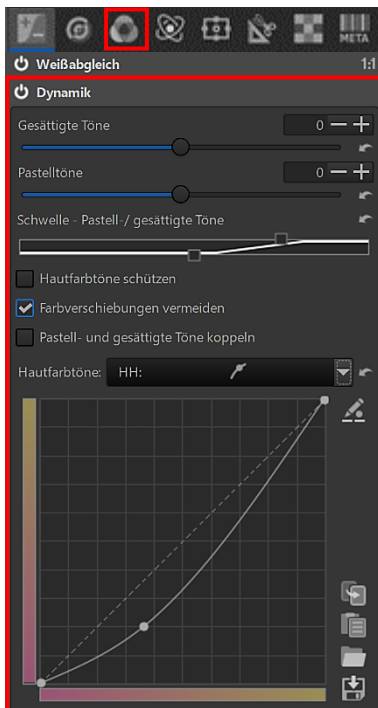 META
Weißabgleich 1:1
Dynamik
Gesättigte Töne 0
Pastelltöne 0
Schwelle - Pastell-/ gesättigte Töne
Hautfarbtöne schützen
Farbverschiebungen vermeiden
Pastell- und gesättigte Töne koppeln
Hautfarbtöne: HH: